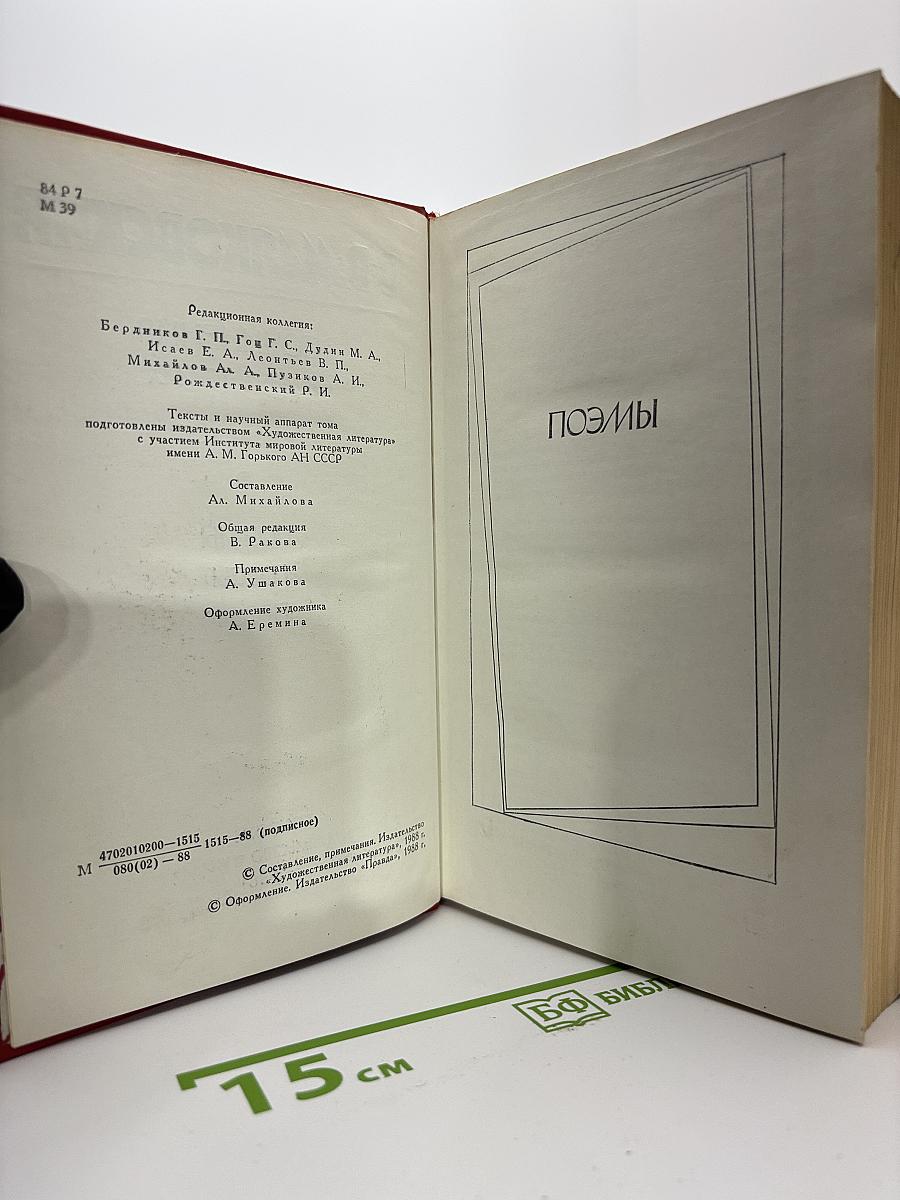 84 Р 7
М 39
Редакционная коллегия:
Бердников Г. П., Гоц Г. С., Дудин М. А.,
Исаев Е. А., Леонтьев В. П.,
Михайлов Ал. А., Пузиков А. И.,
Рождественский Р. И.
Тексты и научный аппарат тома
подготовлены издательством «Художественная литература»
с участием Института мировой литературы
имени А. М. Горького АН СССР
Составление
Ал. Михайлова
Общая редакция
В. Ракова
Примечания
А. Ушакова
Оформление художника
А. Еремина
М 4702010200—1515
080(02) — 88 1515—88 (подписное)
© Составление, примечания. Издательство
«Художественная литература», 1988 г.
© Оформление. Издательство «Правда», 1988 г.
ПОЭМЫ
15 см
БФ БИБЛ